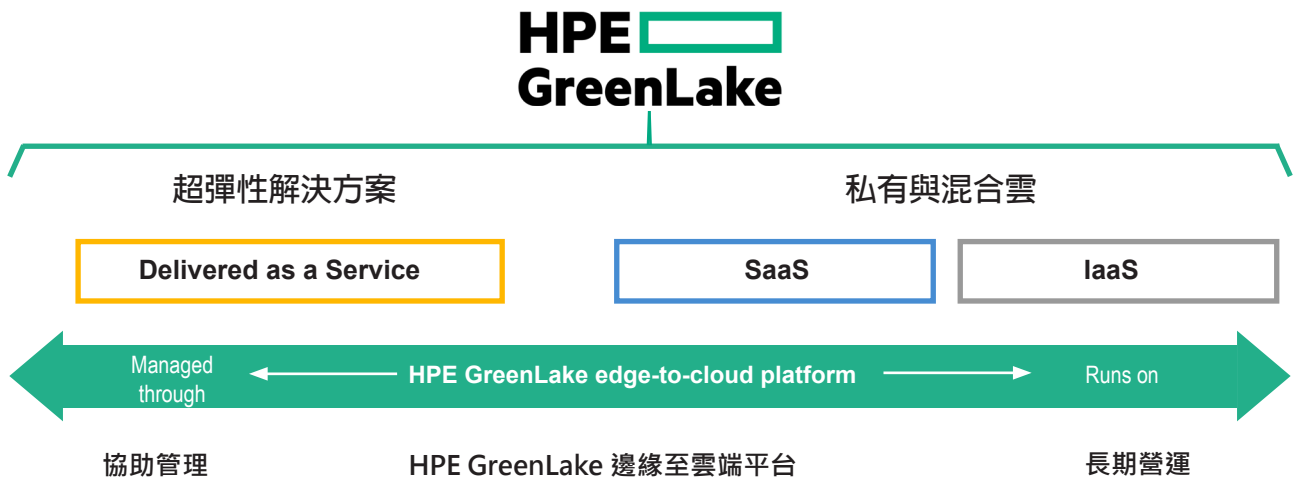 HPE
GreenLake
超彈性解決方案
私有與混合雲
Delivered as a Service
SaaS
IaaS
Managed
through
HPE GreenLake edge-to-cloud platform
Runs on
協助管理
HPE GreenLake 邊緣至雲端平台
長期營運